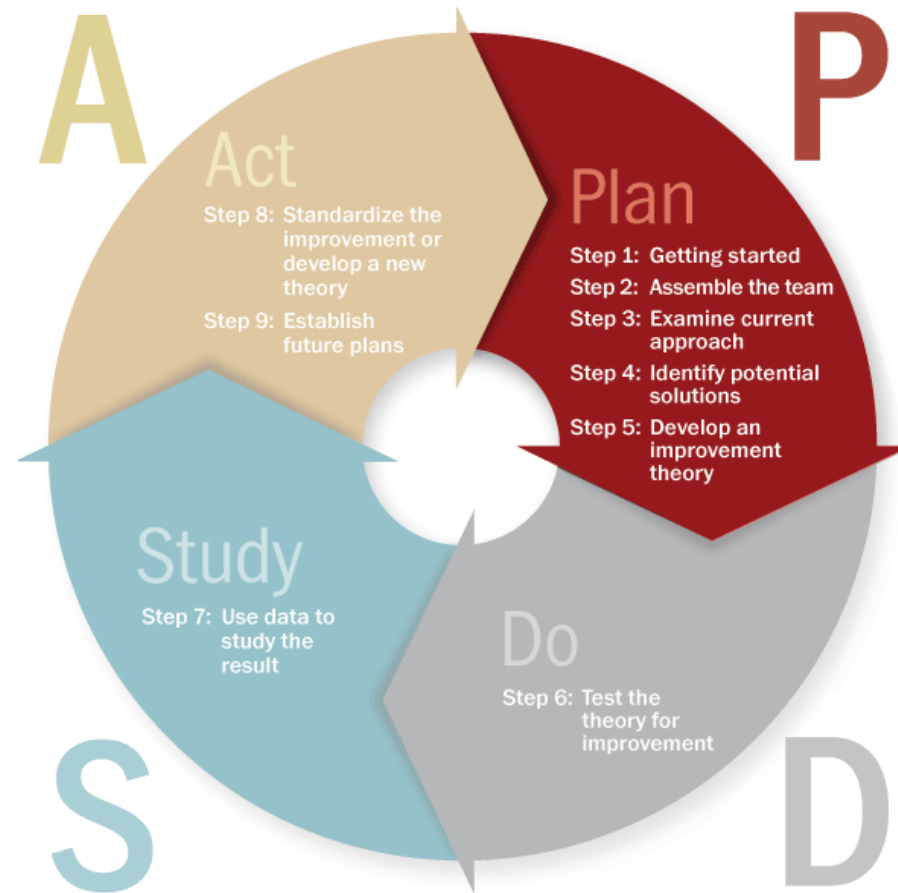 A
P
Plan
Step 1: Getting started
Step 2: Assemble the team
Step 3: Examine current
approach
Step 4: Identify potential
solutions
Step 5: Develop an
improvement
theory
Do
Step 6: Test the
theory for
improvement
D
Study
Step 7: Use data to
study the
result
S
Act
Step 8: Standardize the
improvement or
develop a new
theory
Step 9: Establish
future plans